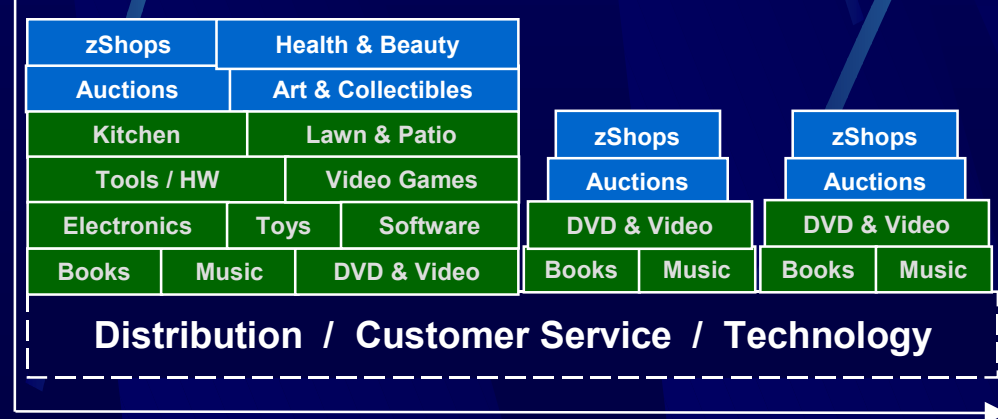 zShops Health & Beauty
Auctions Art & Collectibles
Kitchen Lawn & Patio zShops zShops
Tools / HW Video Games Auctions Auctions
Electronics Toys Software DVD & Video DVD & Video
Books Music DVD & Video Books Music Books Music
Distribution / Customer Service / Technology